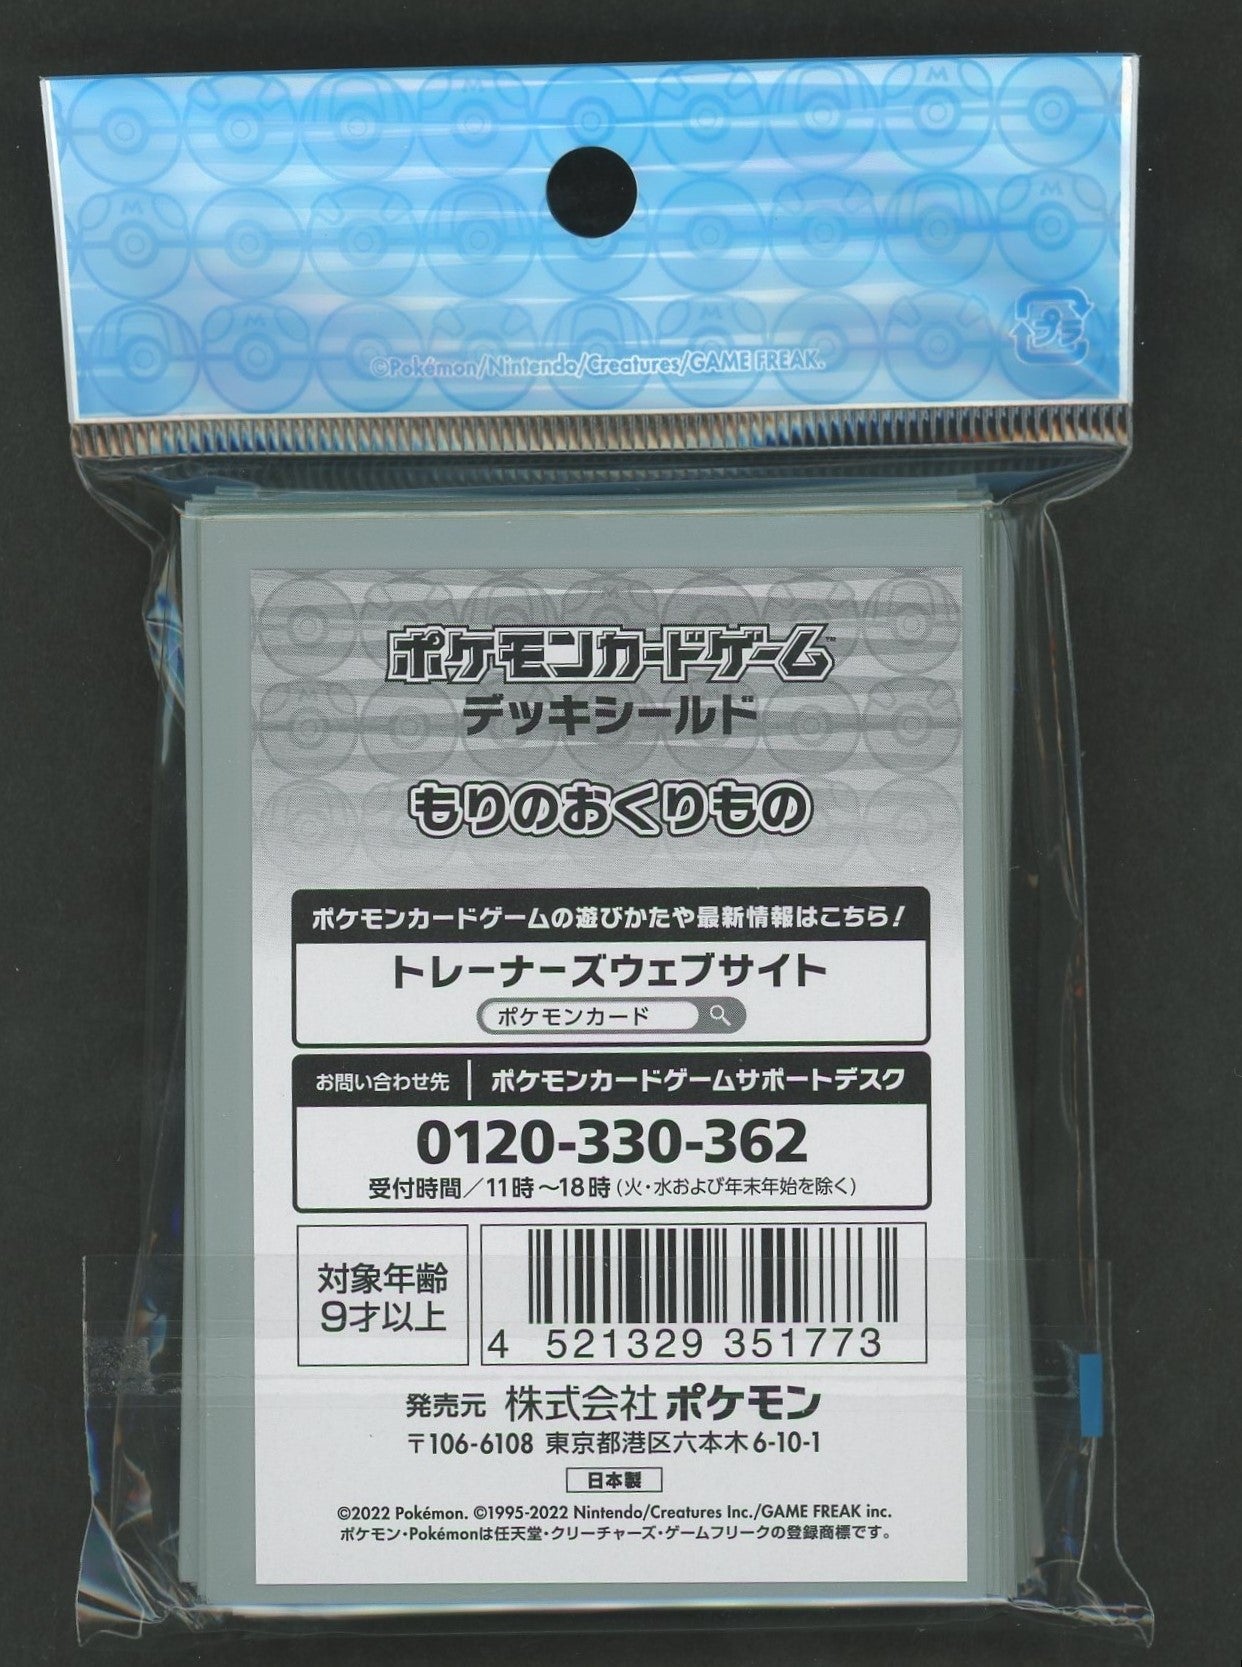 プラ
©Pokémon/Nintendo/Creatures/GAME FREAK.
ポケモンカードゲーム™
デッキシールド
もりのおくりもの
ポケモンカードゲームの遊びかたや最新情報はこちら!
トレーナーズウェブサイト
ポケモンカード
お問い合わせ先 ポケモンカードゲームサポートデスク
0120-330-362
受付時間/11時~18時(火・水および年末年始を除く)
対象年齢
9才以上
4 521329 351773
発売元 株式会社ポケモン
〒106-6108 東京都港区六本木6-10-1
日本製
©2022 Pokémon. ©1995-2022 Nintendo/Creatures Inc./GAME FREAK inc.
ポケモン・Pokémonは任天堂・クリーチャーズ・ゲームフリークの登録商標です。